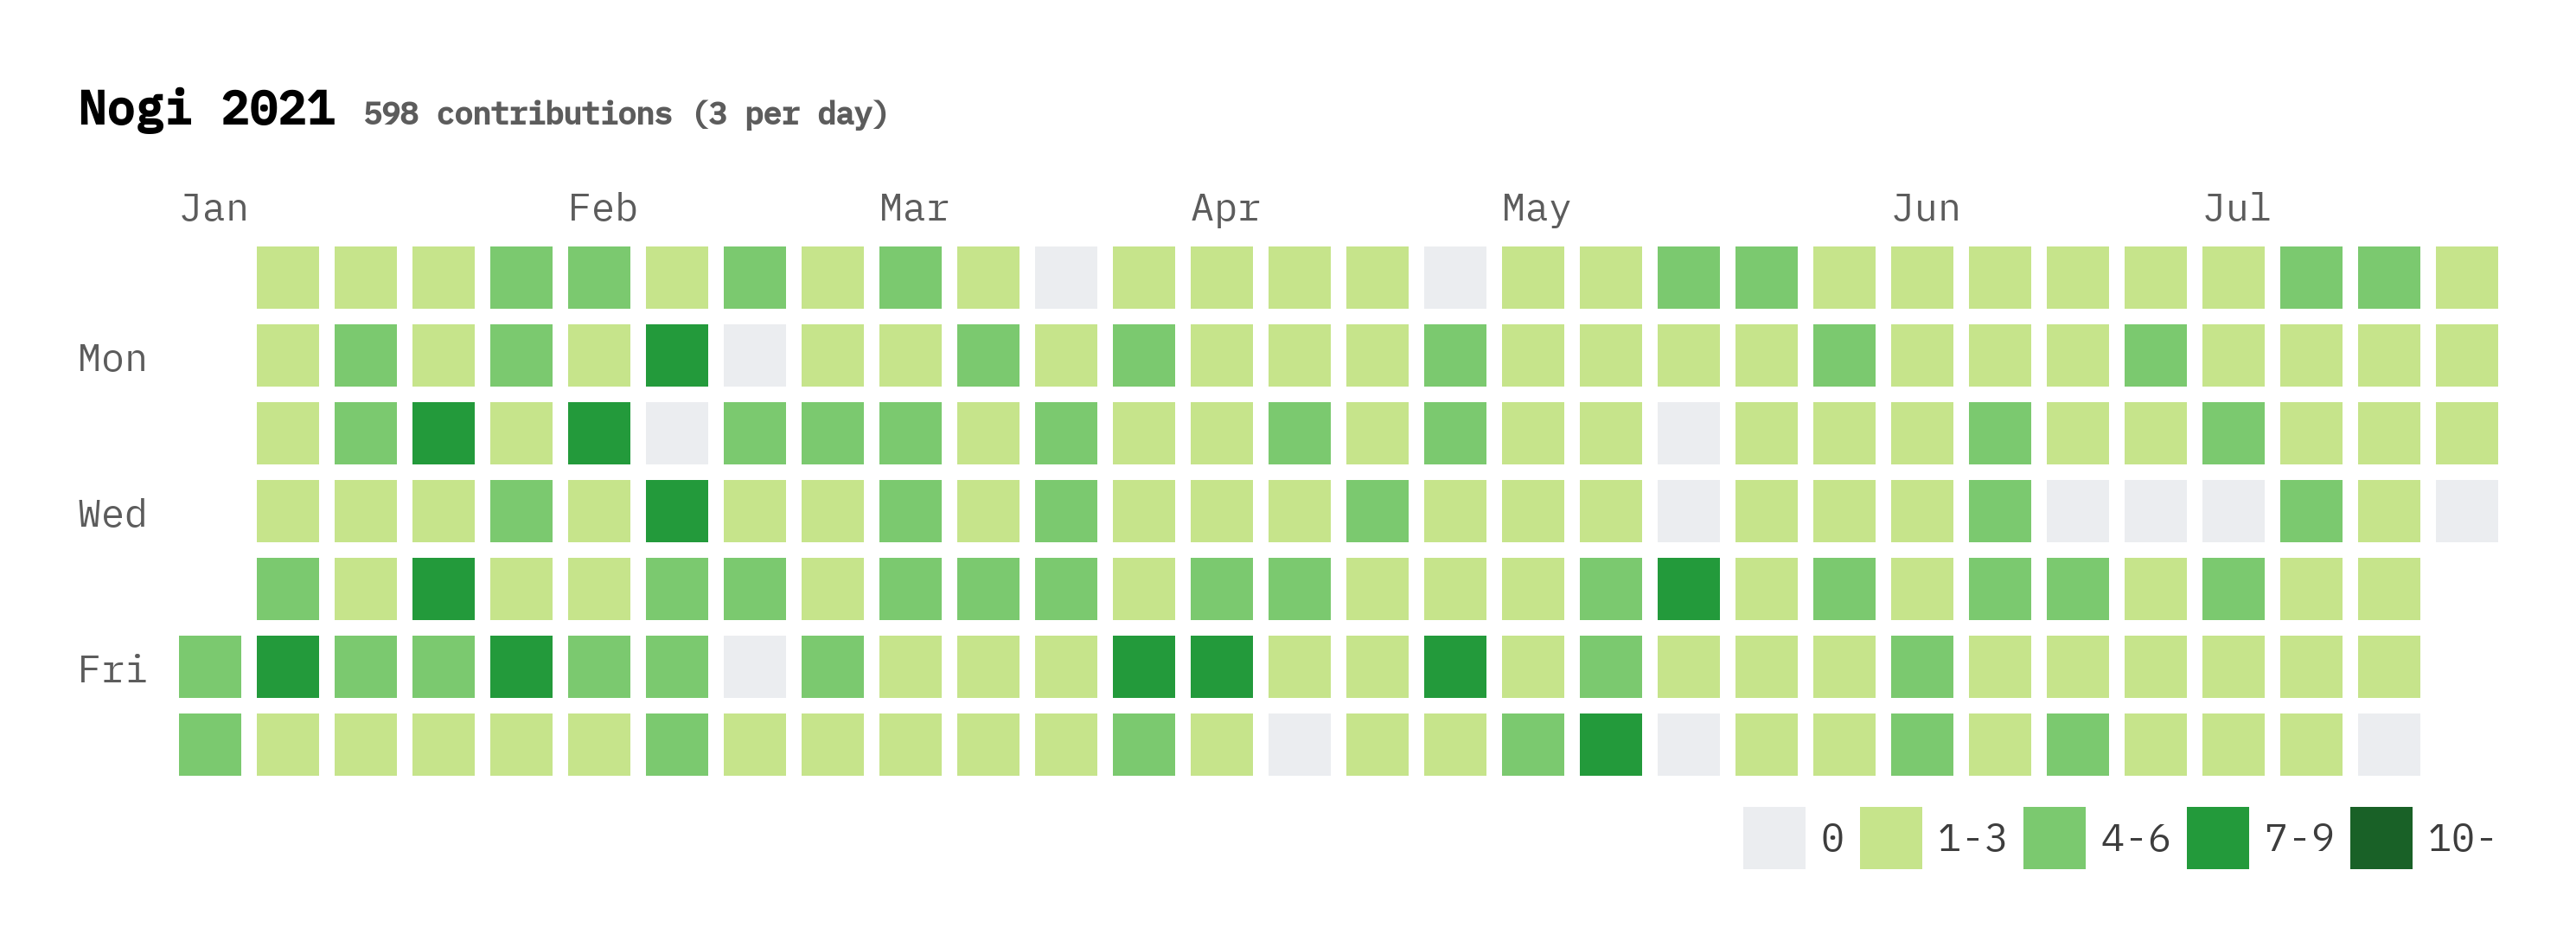 Nogi 2021 598 contributions (3 per day)
Jan Feb Mar Apr May Jun Jul
Mon
Wed
Fri
0 1-3 4-6 7-9 10-